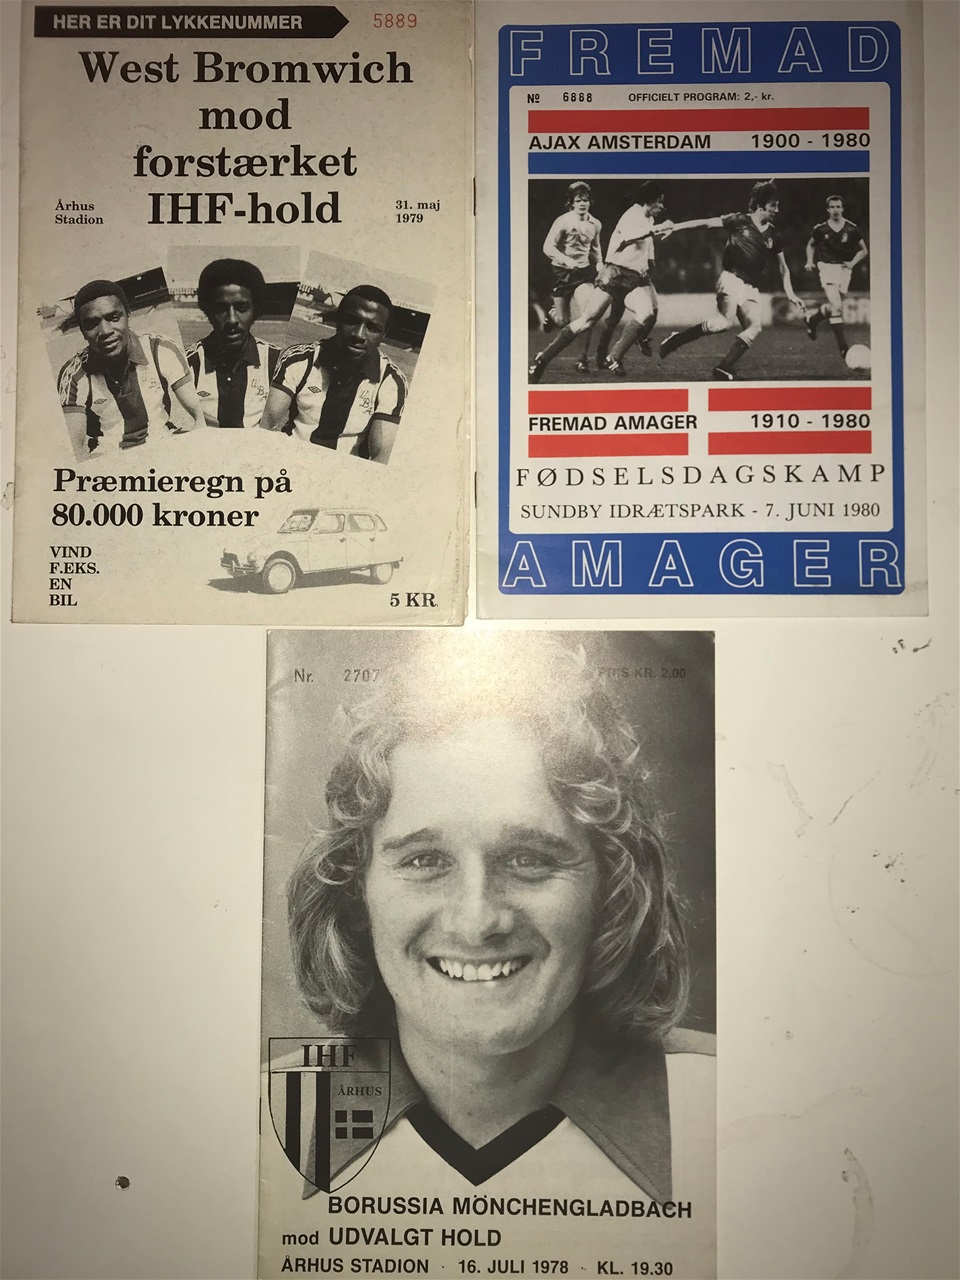 HER ER DIT LYKKENUMMER 5889
West Bromwich
mod
forstærket
IHF-hold
Århus
Stadion
31. maj
1979
Præmieregn på
80.000 kroner
VIND
F.EKS.
EN
BIL
5 KR.
FREMAD
Nº 6888 OFFICIELT PROGRAM: 2,- kr.
AJAX AMSTERDAM 1900 - 1980
FREMAD AMAGER 1910 - 1980
FØDSELSDAGSKAMP
SUNDBY IDRÆTSPARK - 7. JUNI 1980
AMAGER
Nr. 2707 PRIS KR. 2,00
IHF
ÅRHUS
BORUSSIA MÖNCHENGLADBACH
mod UDVALGT HOLD
ÅRHUS STADION · 16. JULI 1978 · KL. 19.30